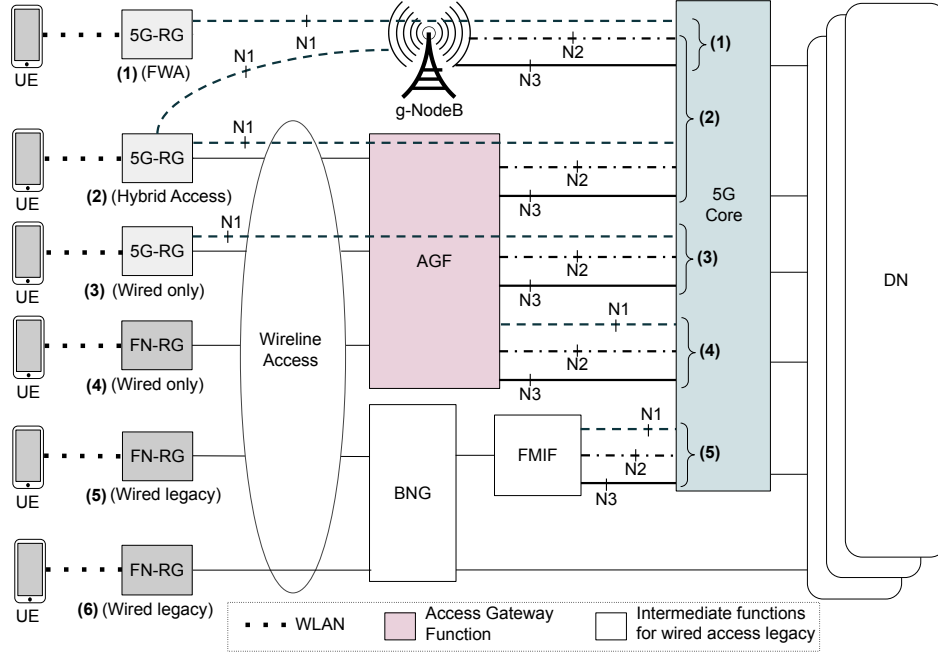 5G-RG
N1
(1)
UE
(1) (FWA)
N1
N2
N3
g-NodeB
(2)
N1
5G-RG
N2
UE
(2) (Hybrid Access)
N3
5G
Core
N1
5G-RG
AGF
(3)
N2
DN
UE
(3) (Wired only)
N3
N1
FN-RG
Wireline
Access
(4)
N2
UE
(4) (Wired only)
N3
N1
FN-RG
FMIF
(5)
N2
UE
(5) (Wired legacy)
BNG
N3
FN-RG
UE
(6) (Wired legacy)
WLAN
Access Gateway
Function
Intermediate functions
for wired access legacy